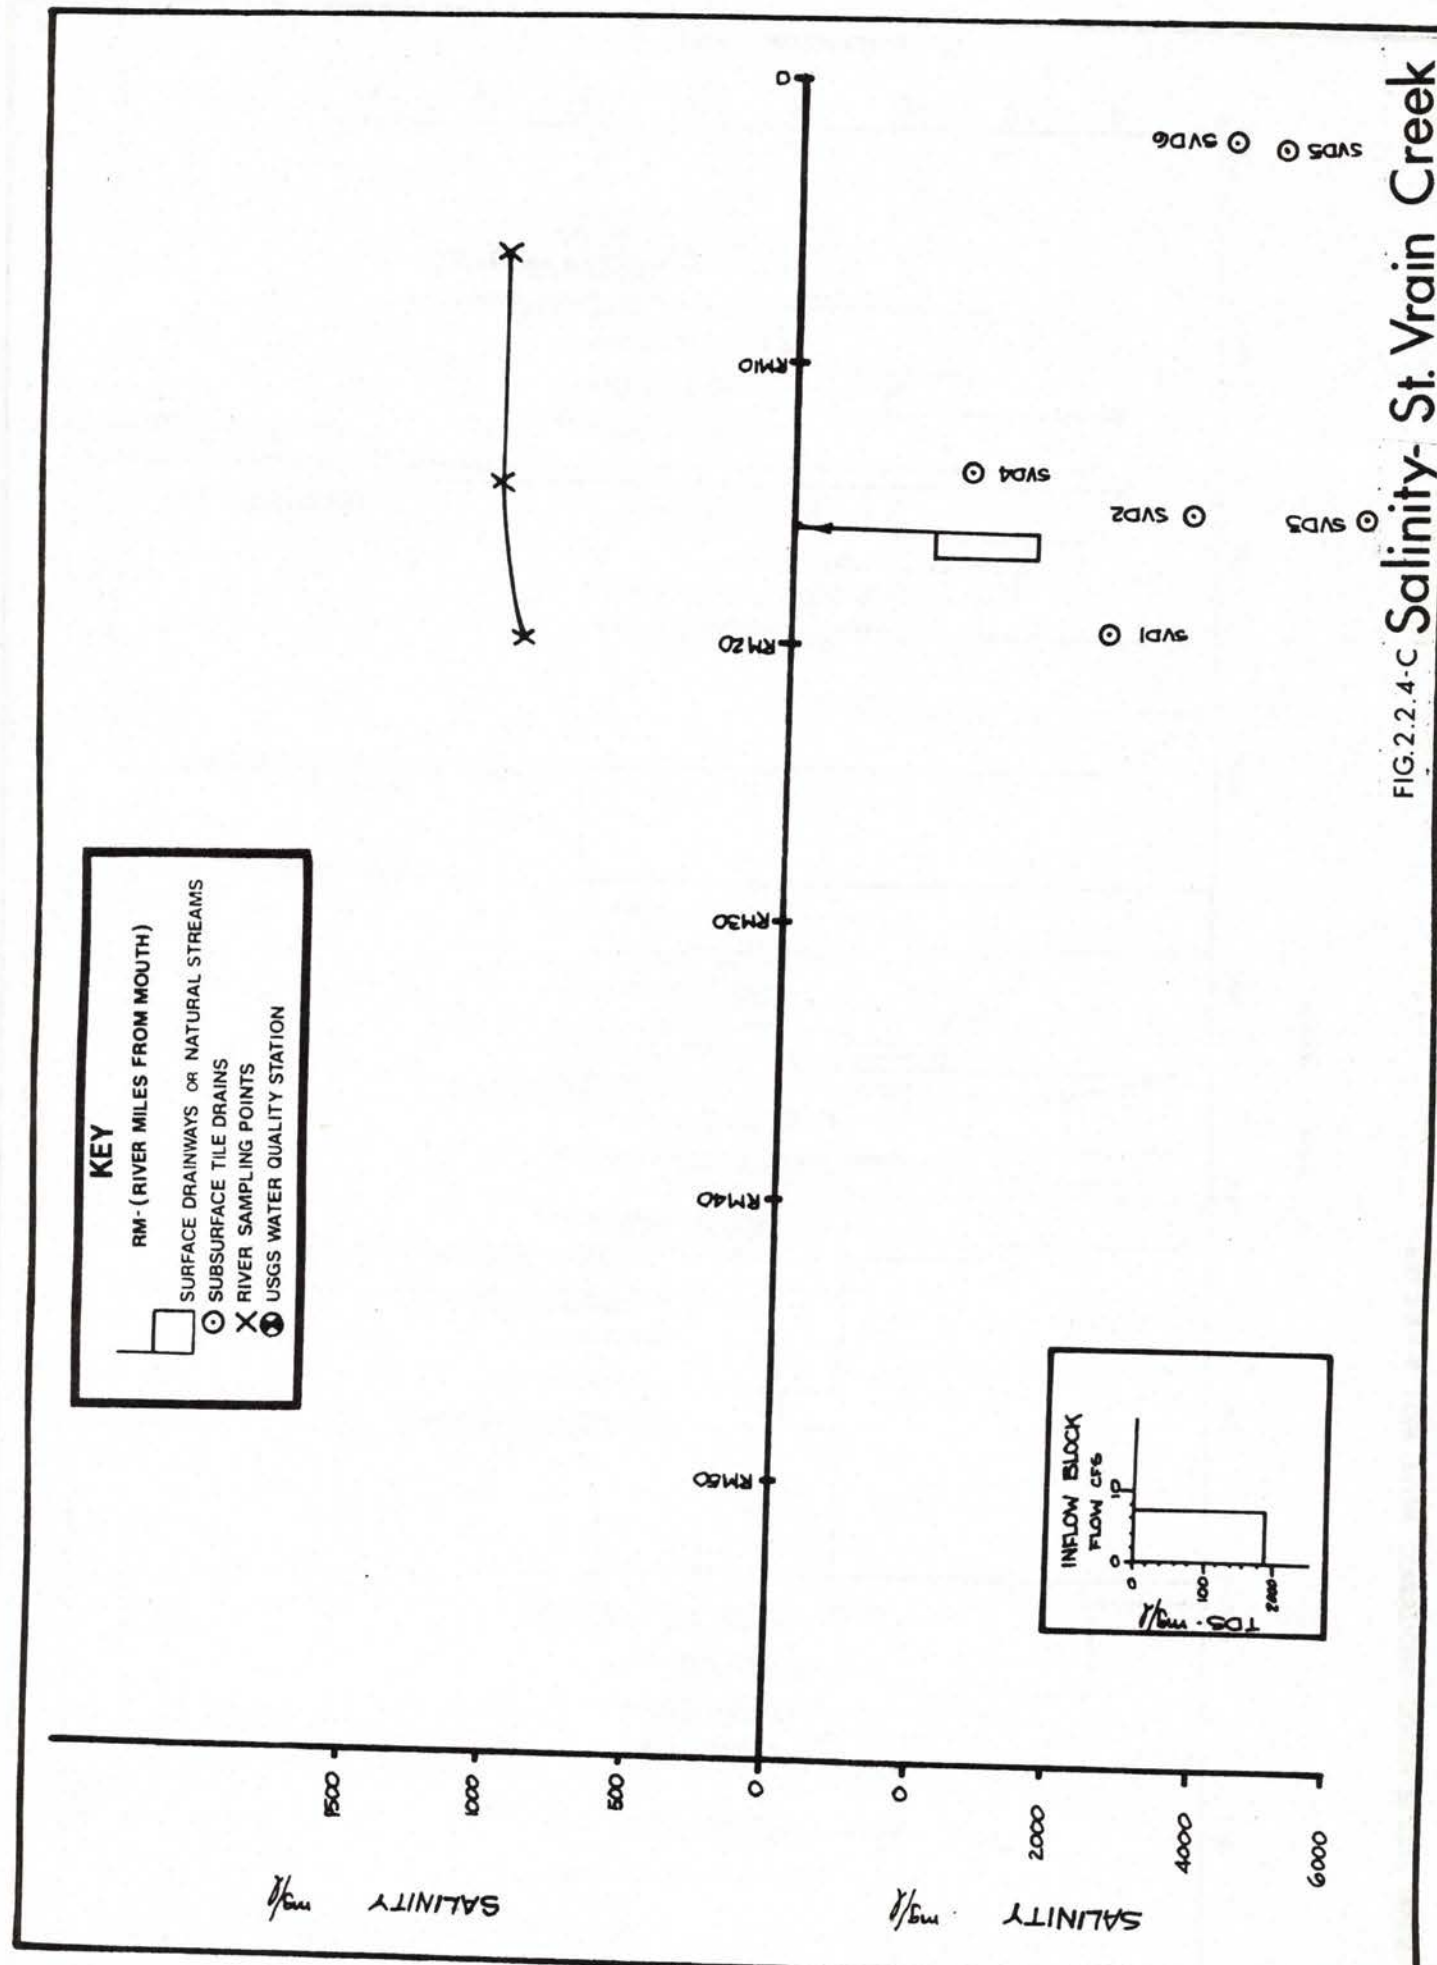 KEY
RM-(RIVER MILES FROM MOUTH)
SURFACE DRAINWAYS OR NATURAL STREAMS
SUBSURFACE TILE DRAINS
RIVER SAMPLING POINTS
USGS WATER QUALITY STATION
SALINITY mg/l
1500
1000
500
0
RM50
RM40
RM30
RM20
RM10
0
SALINITY mg/l
0
2000
4000
6000
SVD1
SVD2
SVD3
SVD4
SVD5
SVD6
INFLOW BLOCK
FLOW CFS
10
0
TDS - mg/l
0
100
2000
FIG. 2.2.4-C Salinity- St. Vrain Creek